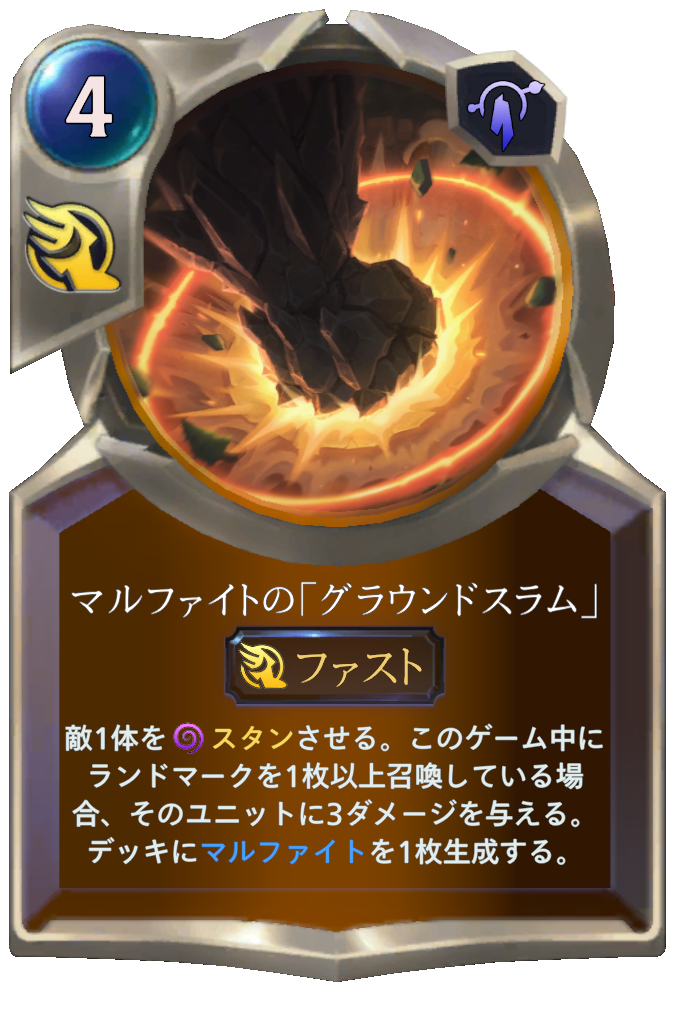 4
マルファイトの「グラウンドスラム」
ファスト
敵1体をスタンさせる。このゲーム中に
ランドマークを1枚以上召喚している場
合、そのユニットに3ダメージを与える。
デッキにマルファイトを1枚生成する。